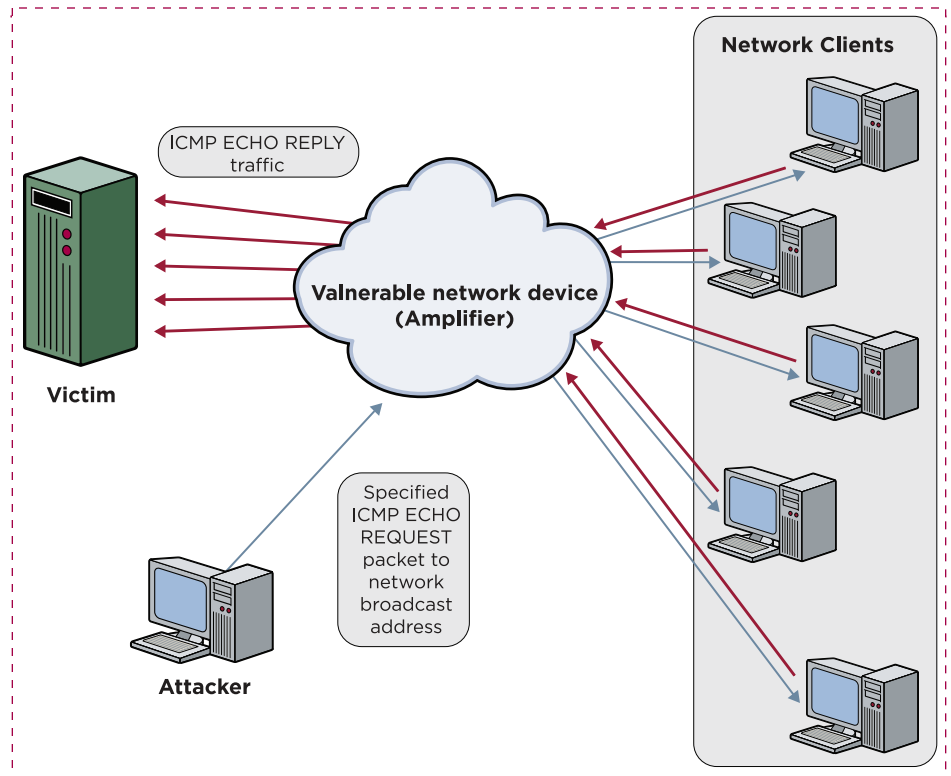 Network Clients
ICMP ECHO REPLY
traffic
Valnerable network device
(Amplifier)
Victim
Specified
ICMP ECHO
REQUEST
packet to
network
broadcast
address
Attacker